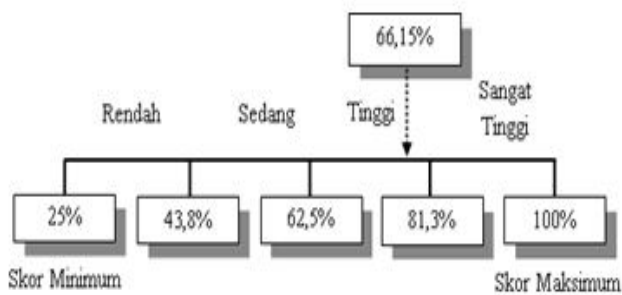 66,15%
Rendah
Sedang
Tinggi
Sangat
Tinggi
25%
43,8%
62,5%
81,3%
100%
Skor Minimum
Skor Maksimum